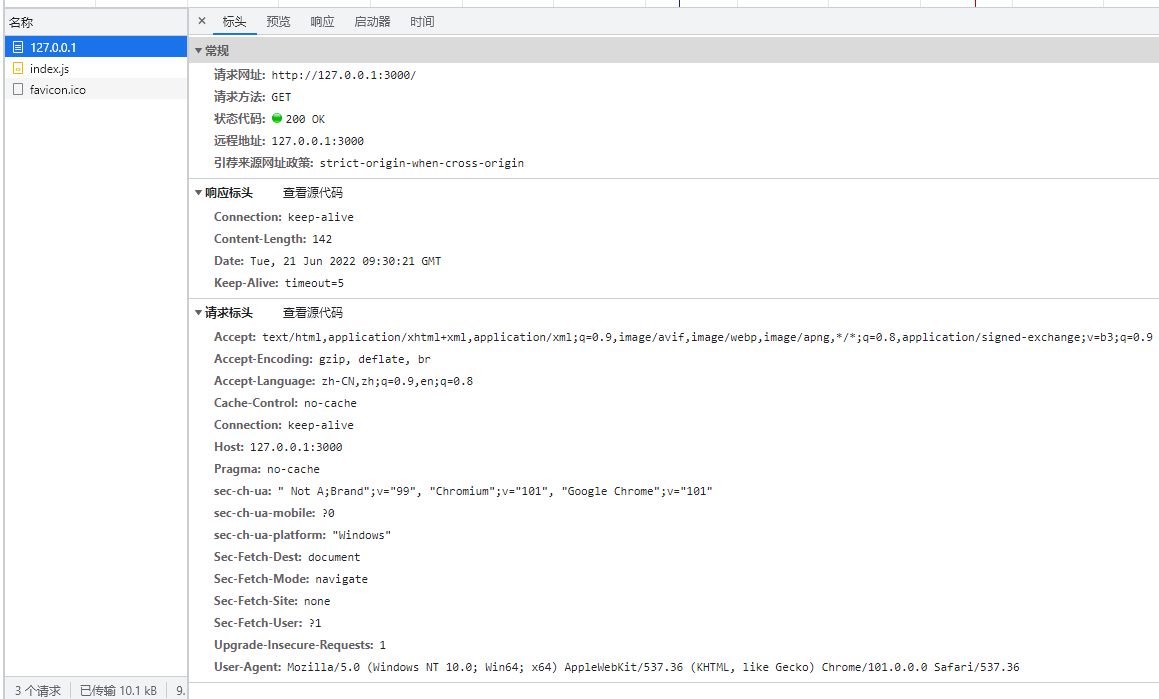 名称
127.0.0.1
index.js
favicon.ico
3 个请求 已传输 10.1 kB 9.
× 标头 预览 响应 启动器 时间
常规
请求网址: http://127.0.0.1:3000/
请求方法: GET
状态代码: 200 OK
远程地址: 127.0.0.1:3000
引荐来源网址政策: strict-origin-when-cross-origin
响应标头 查看源代码
Connection: keep-alive
Content-Length: 142
Date: Tue, 21 Jun 2022 09:30:21 GMT
Keep-Alive: timeout=5
请求标头 查看源代码
Accept: text/html,application/xhtml+xml,application/xml;q=0.9,image/avif,image/webp,image/apng,*/*;q=0.8,application/signed-exchange;v=b3;q=0.9
Accept-Encoding: gzip, deflate, br
Accept-Language: zh-CN,zh;q=0.9,en;q=0.8
Cache-Control: no-cache
Connection: keep-alive
Host: 127.0.0.1:3000
Pragma: no-cache
sec-ch-ua: " Not A;Brand";v="99", "Chromium";v="101", "Google Chrome";v="101"
sec-ch-ua-mobile: ?0
sec-ch-ua-platform: "Windows"
Sec-Fetch-Dest: document
Sec-Fetch-Mode: navigate
Sec-Fetch-Site: none
Sec-Fetch-User: ?1
Upgrade-Insecure-Requests: 1
User-Agent: Mozilla/5.0 (Windows NT 10.0; Win64; x64) AppleWebKit/537.36 (KHTML, like Gecko) Chrome/101.0.0.0 Safari/537.36